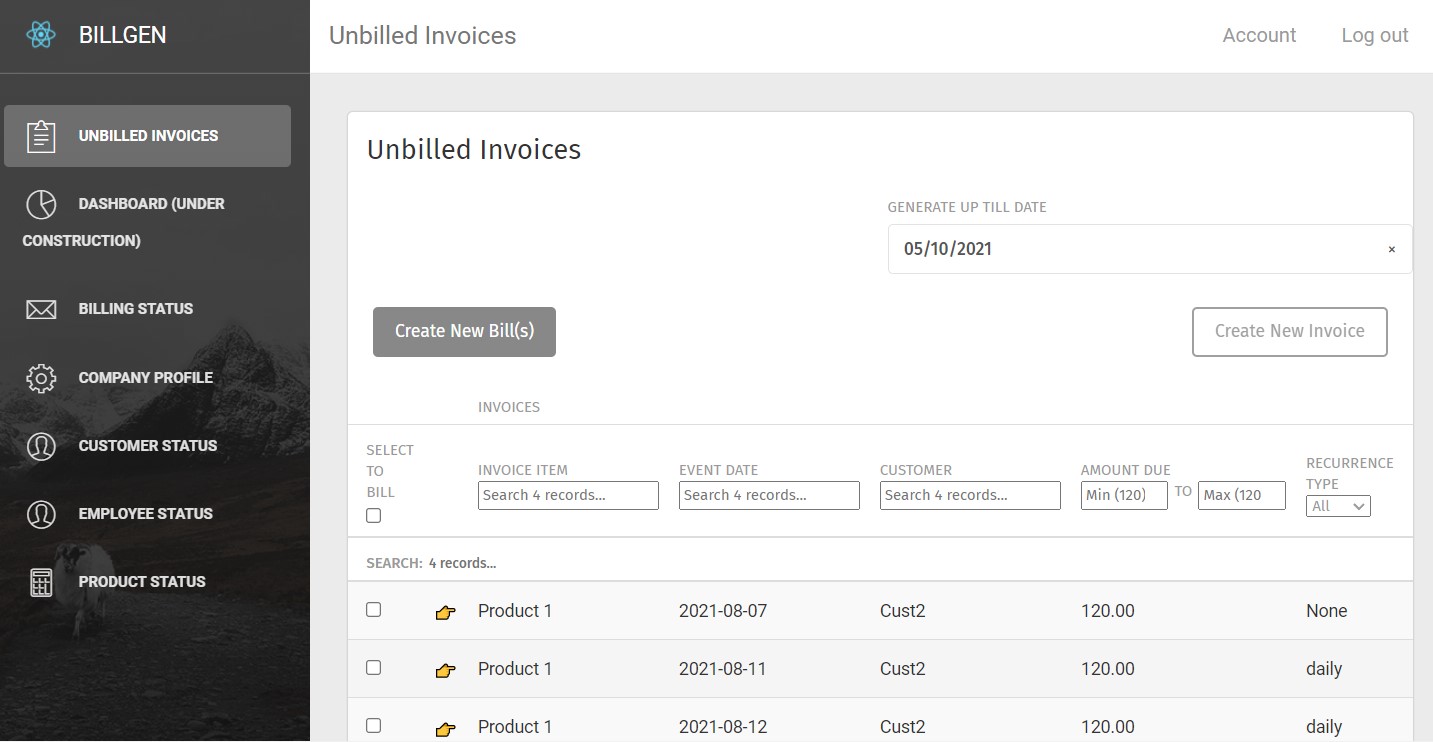 BILLGEN
Unbilled Invoices
Account
Log out
UNBILLED INVOICES
DASHBOARD (UNDER
CONSTRUCTION)
BILLING STATUS
COMPANY PROFILE
CUSTOMER STATUS
EMPLOYEE STATUS
PRODUCT STATUS
Unbilled Invoices
GENERATE UP TILL DATE
05/10/2021 ×
Create New Bill(s)
Create New Invoice
INVOICES
SELECT
TO
BILL
INVOICE ITEM
Search 4 records...
EVENT DATE
Search 4 records...
CUSTOMER
Search 4 records...
AMOUNT DUE
Min (120) TO Max (120
RECURRENCE
TYPE
All
SEARCH: 4 records...
Product 1 2021-08-07 Cust2 120.00 None
Product 1 2021-08-11 Cust2 120.00 daily
Product 1 2021-08-12 Cust2 120.00 daily